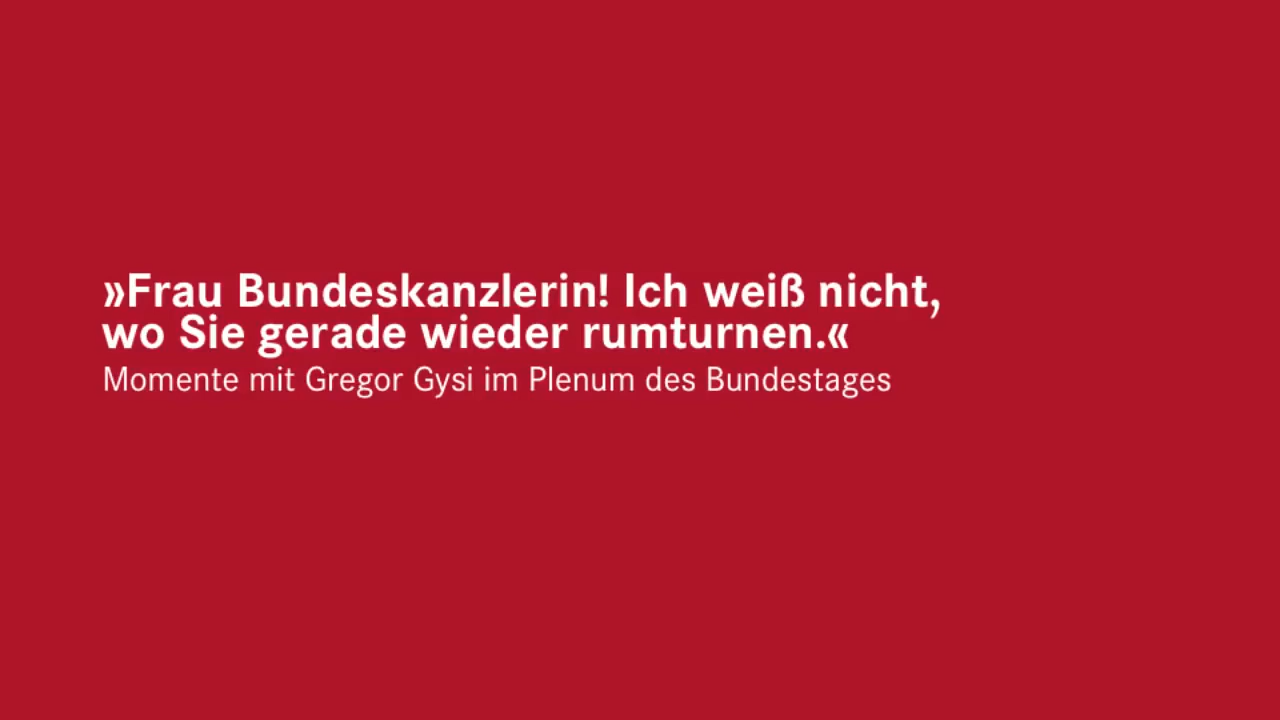 »Frau Bundeskanzlerin! Ich weiß nicht,
wo Sie gerade wieder rumturnen.«
Momente mit Gregor Gysi im Plenum des Bundestages